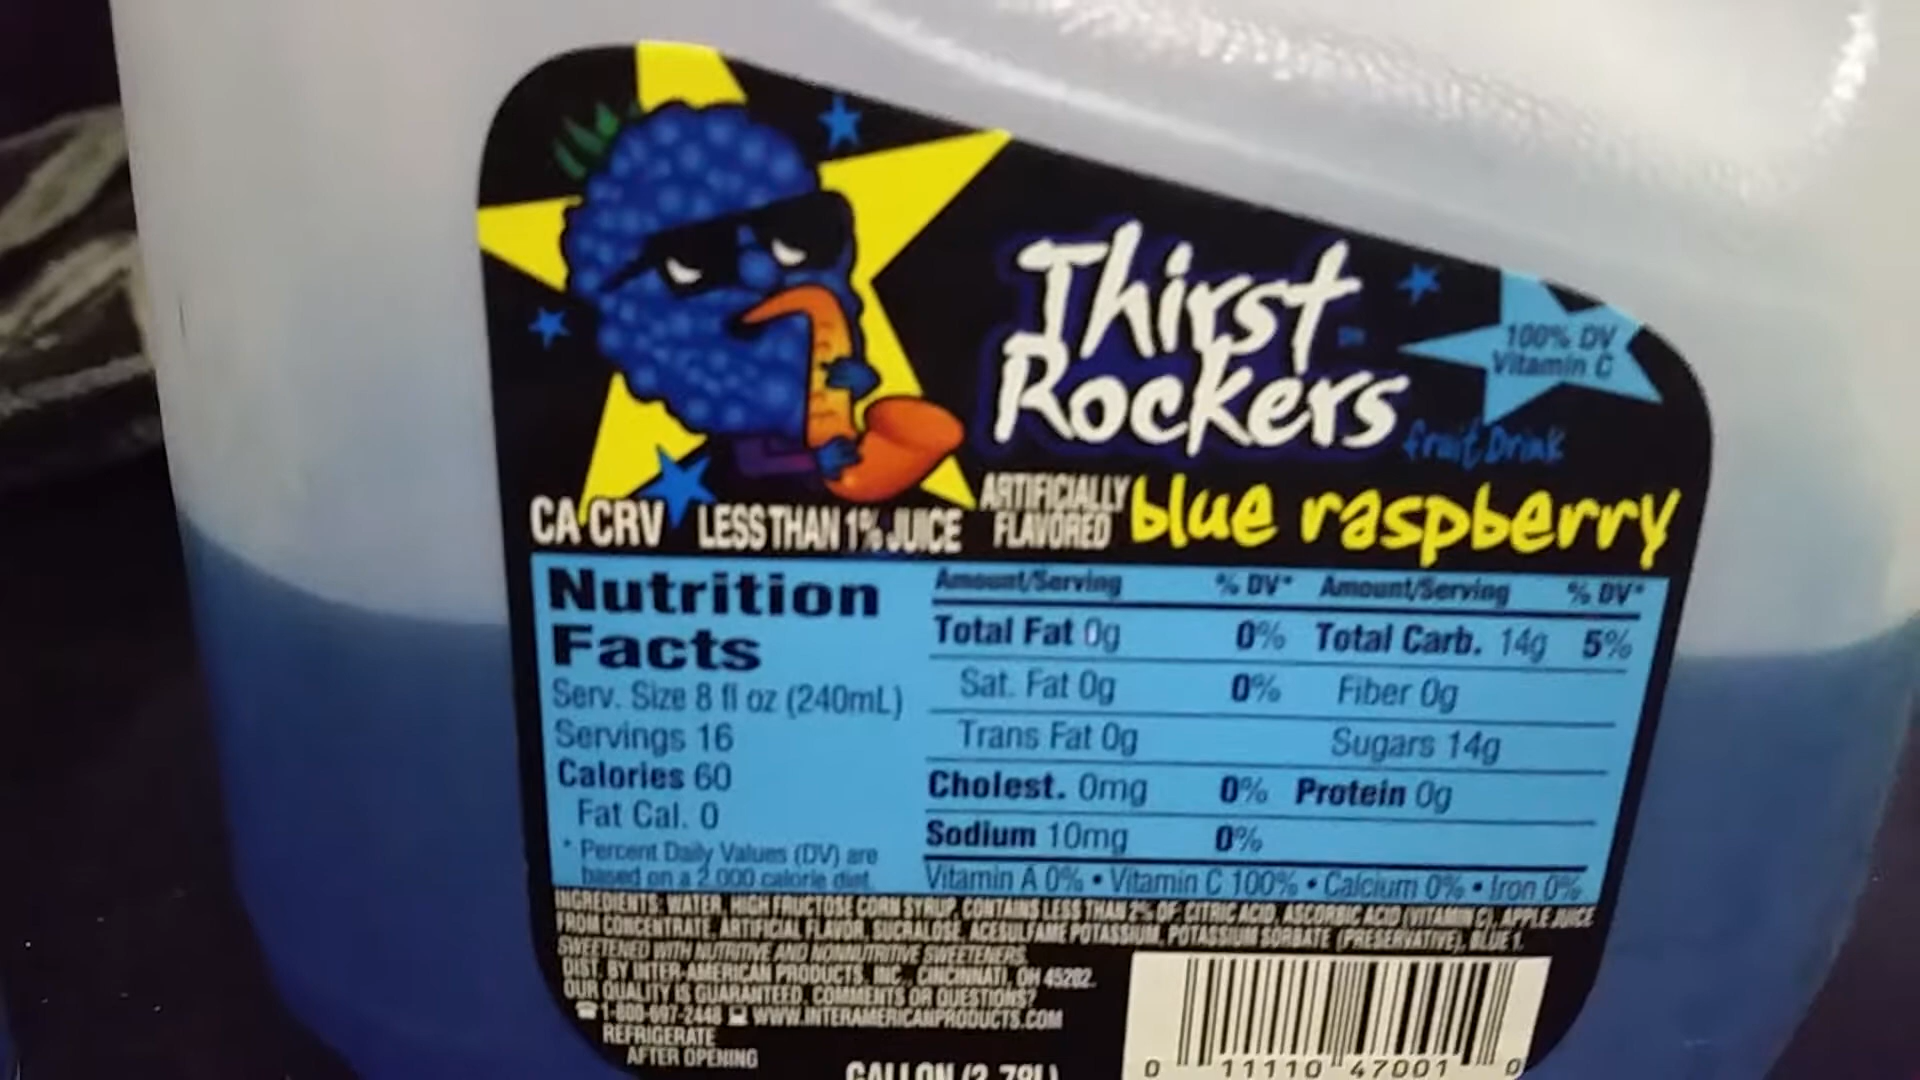 Thirst
Rockers
fruit Drink
100% DV
Vitamin C
CA CRV LESS THAN 1% JUICE
ARTIFICIALLY
FLAVORED
blue raspberry
Nutrition
Facts
Serv. Size 8 fl oz (240mL)
Servings 16
Calories 60
Fat Cal. 0
* Percent Daily Values (DV) are
based on a 2,000 calorie diet.
Amount/Serving % DV* Amount/Serving % DV*
Total Fat 0g 0% Total Carb. 14g 5%
Sat. Fat 0g 0% Fiber 0g
Trans Fat 0g Sugars 14g
Cholest. 0mg 0% Protein 0g
Sodium 10mg 0%
Vitamin A 0% • Vitamin C 100% • Calcium 0% • Iron 0%
INGREDIENTS: WATER, HIGH FRUCTOSE CORN SYRUP, CONTAINS LESS THAN 2% OF: CITRIC ACID, ASCORBIC ACID (VITAMIN C), APPLE JUICE
FROM CONCENTRATE, ARTIFICIAL FLAVOR, SUCRALOSE, ACESULFAME POTASSIUM, POTASSIUM SORBATE (PRESERVATIVE), BLUE 1.
SWEETENED WITH NUTRITIVE AND NONNUTRITIVE SWEETENERS.
DIST. BY INTER-AMERICAN PRODUCTS, INC., CINCINNATI, OH 45202.
OUR QUALITY IS GUARANTEED. COMMENTS OR QUESTIONS?
1-800-697-2448 WWW.INTERAMERICANPRODUCTS.COM
REFRIGERATE
AFTER OPENING
GALLON (3.78L)
0 11110 47001 0